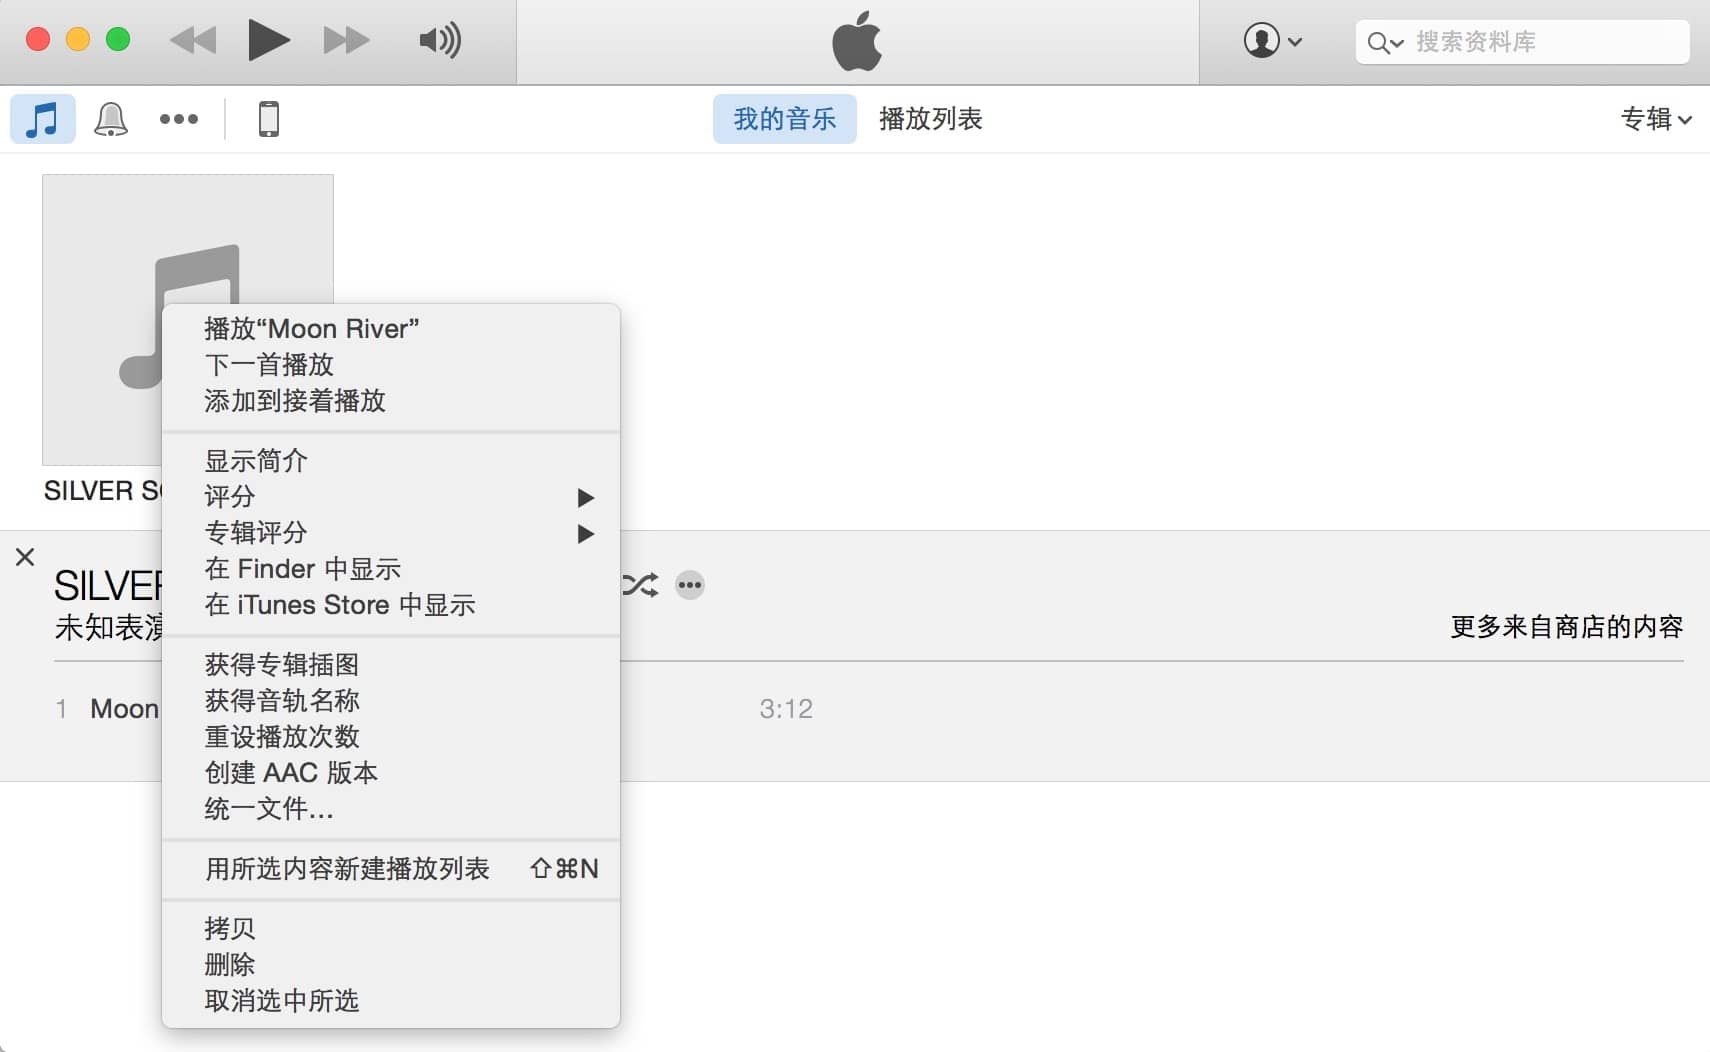 搜索资料库
我的音乐
播放列表
专辑
播放“Moon River”
下一首播放
添加到接着播放
显示简介
评分
专辑评分
在 Finder 中显示
在 iTunes Store 中显示
获得专辑插图
获得音轨名称
重设播放次数
创建 AAC 版本
统一文件...
用所选内容新建播放列表 ⇧⌘N
拷贝
删除
取消选中所选
SILVER
SILVER
未知表演
更多来自商店的内容
1 Moon 3:12